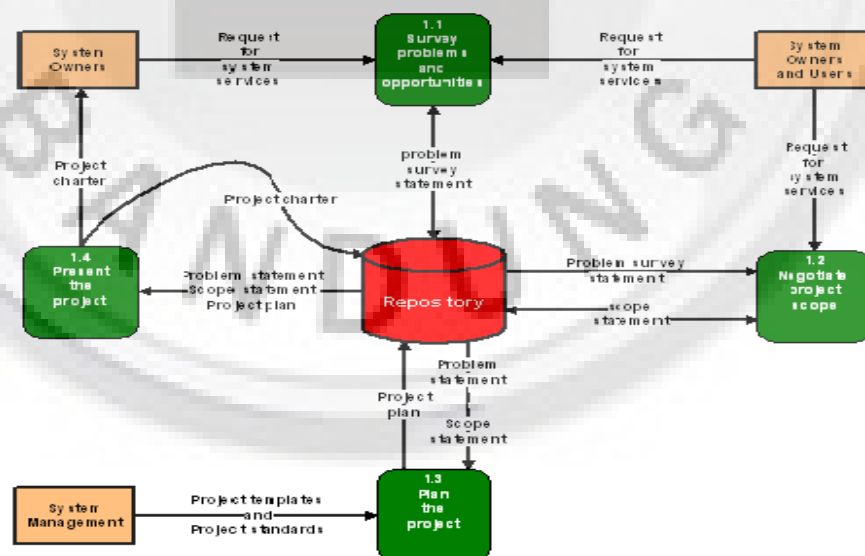 System
Owners
Request
for
system
services
1.1
Survey
problems
and
opportunities
Request
for
system
services
System
Owners
and Users
Project
charter
problem
survey
statement
Request
for
system
services
Project charter
1.4
Present
the
project
Problem statement
Scope statement
Project plan
Repository
Problem survey
statement
scope
statement
1.2
Negotiate
project
scope
Project
plan
Problem
statement
Scope
statement
System
Management
Project templates
and
Project standards
1.3
Plan
the
project
BANDUNG